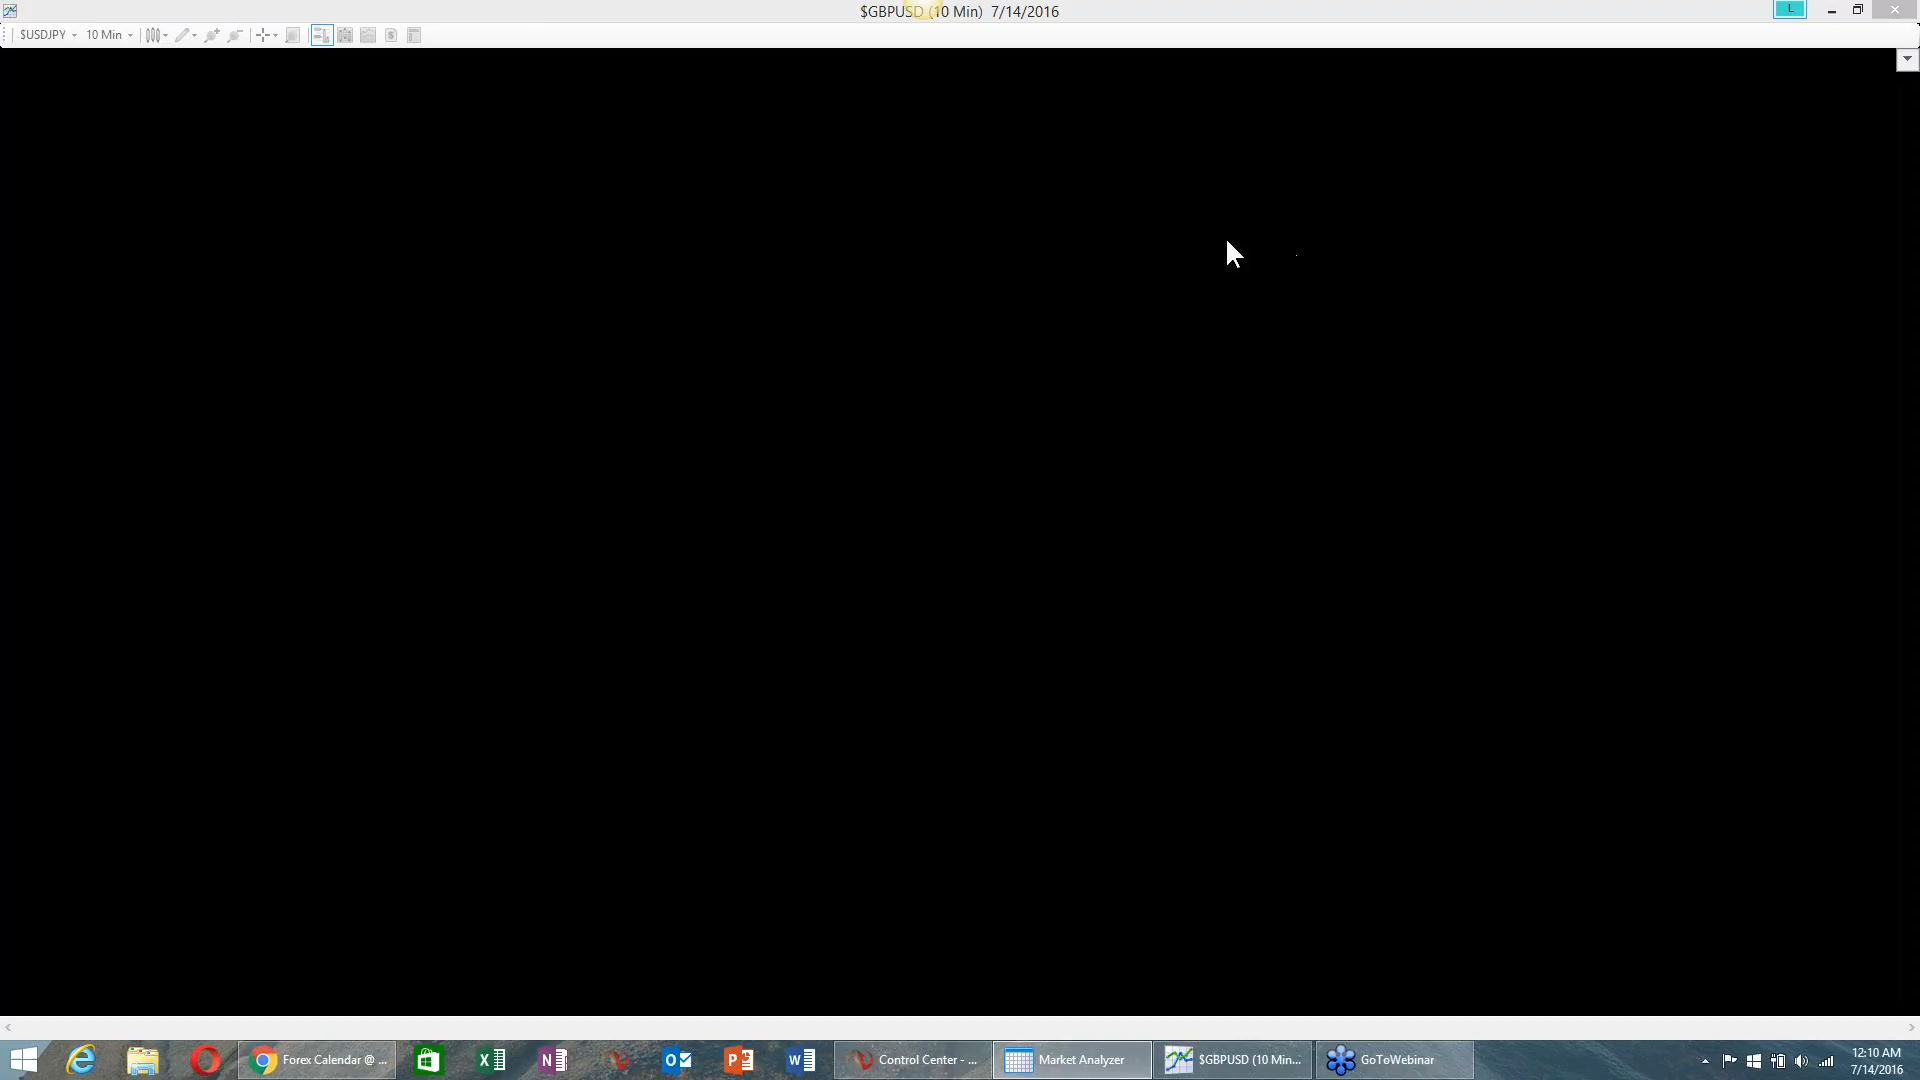 $GBPUSD (10 Min) 7/14/2016
L
$USDJPY
10 Min
Forex Calendar @ ...
Control Center - ...
Market Analyzer
$GBPUSD (10 Min...
GoToWebinar
12:10 AM
7/14/2016